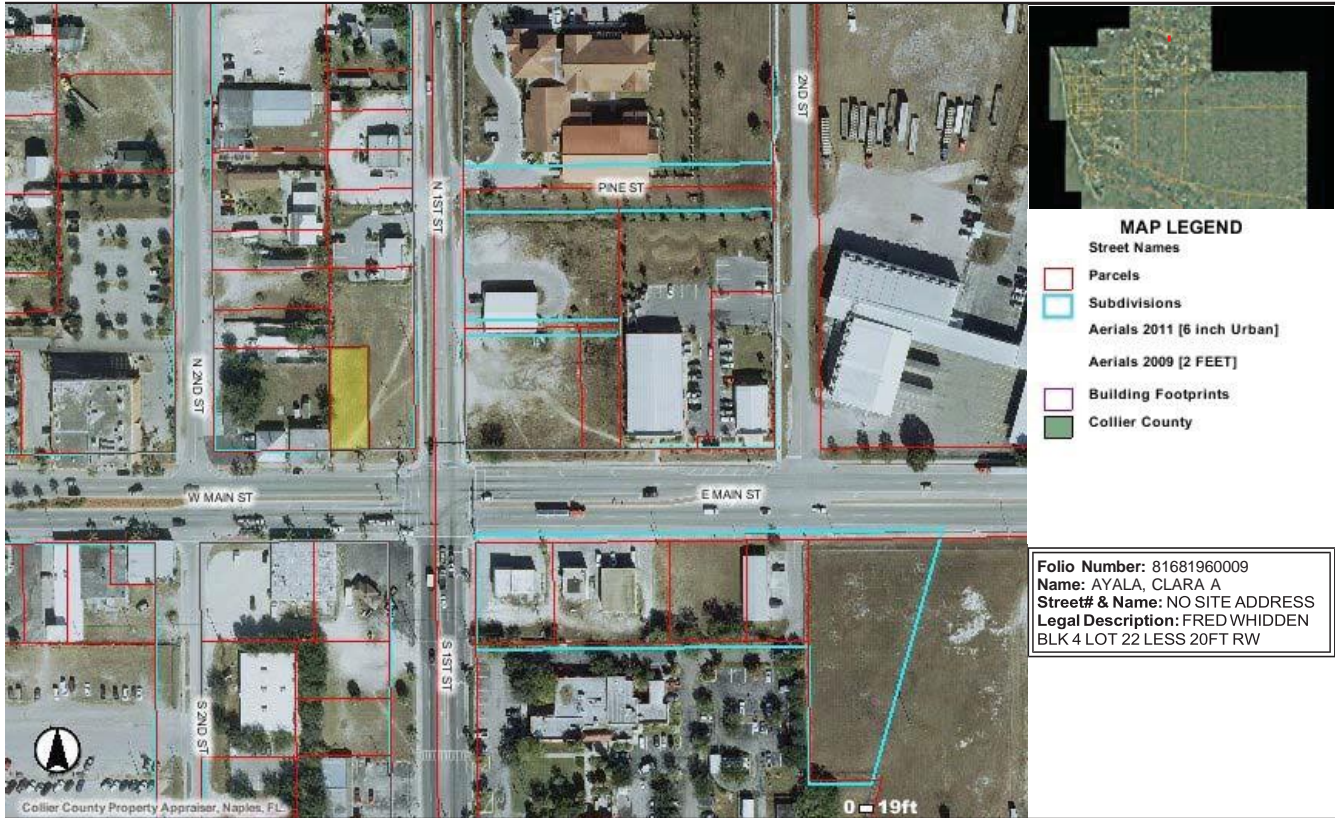 2ND ST
N 1ST ST
PINE ST
N 2ND ST
W MAIN ST
E MAIN ST
S 1ST ST
S 2ND ST
Collier County Property Appraiser, Naples, FL.
0 19ft
MAP LEGEND
Street Names
Parcels
Subdivisions
Aerials 2011 [6 inch Urban]
Aerials 2009 [2 FEET]
Building Footprints
Collier County
Folio Number: 81681960009
Name: AYALA, CLARA A
Street# & Name: NO SITE ADDRESS
Legal Description: FRED WHIDDEN
BLK 4 LOT 22 LESS 20FT RW